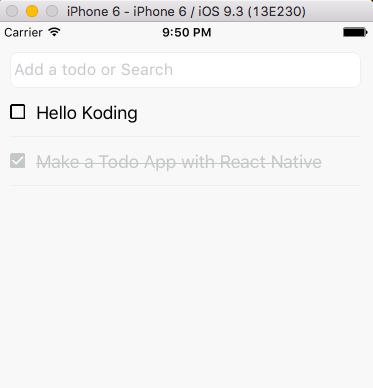 iPhone 6 - iPhone 6 / iOS 9.3 (13E230)
Carrier 9:50 PM
Add a todo or Search
Hello Koding
Make a Todo App with React Native